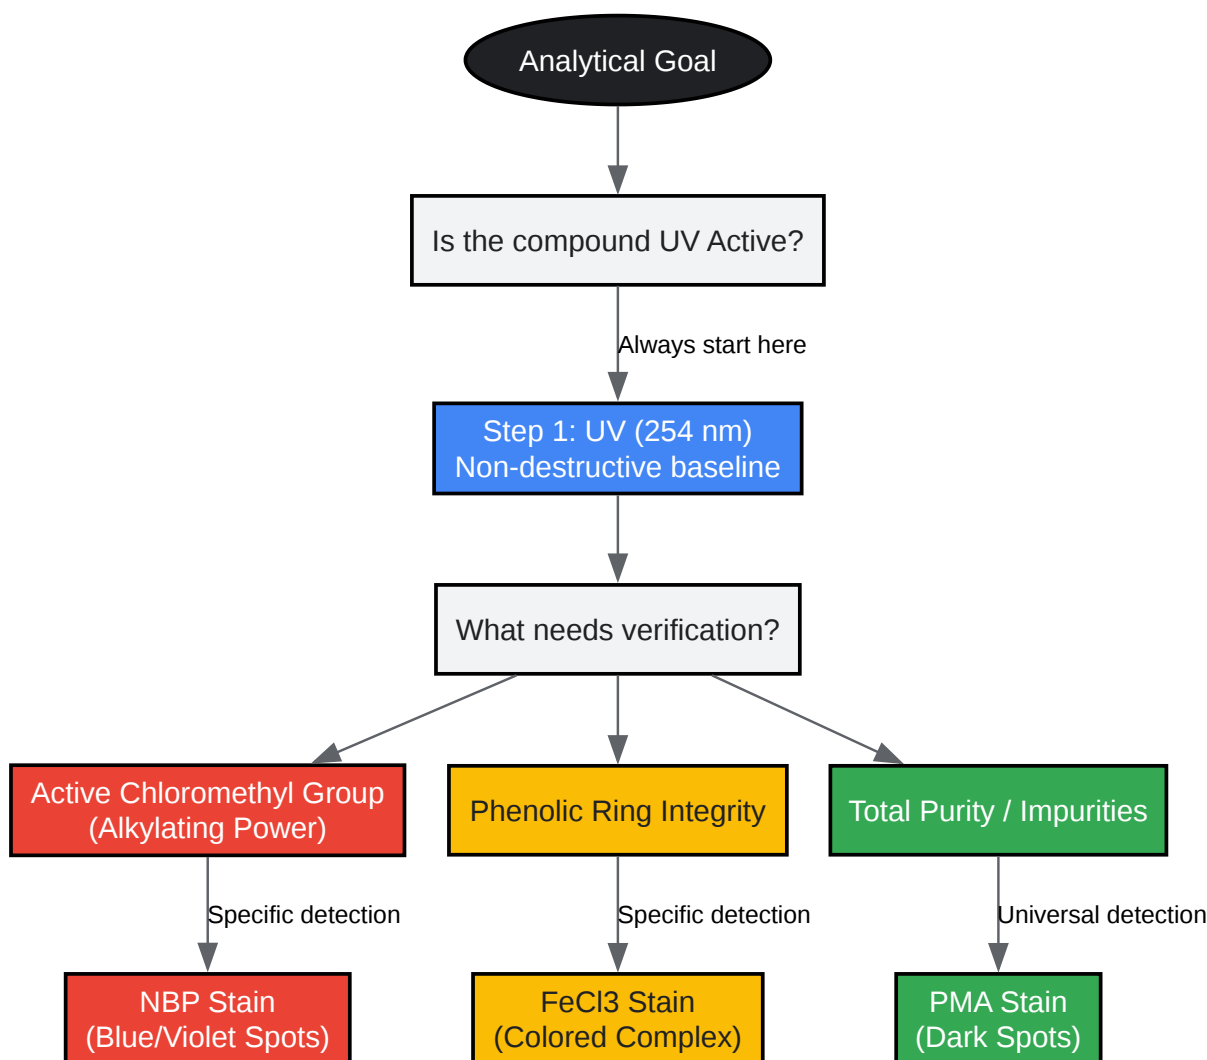 Analytical Goal
Is the compound UV Active?
Always start here
Step 1: UV (254 nm)
Non-destructive baseline
What needs verification?
Active Chloromethyl Group
(Alkylating Power)
Phenolic Ring Integrity
Total Purity / Impurities
Specific detection
Specific detection
Universal detection
NBP Stain
(Blue/Violet Spots)
FeCl3 Stain
(Colored Complex)
PMA Stain
(Dark Spots)